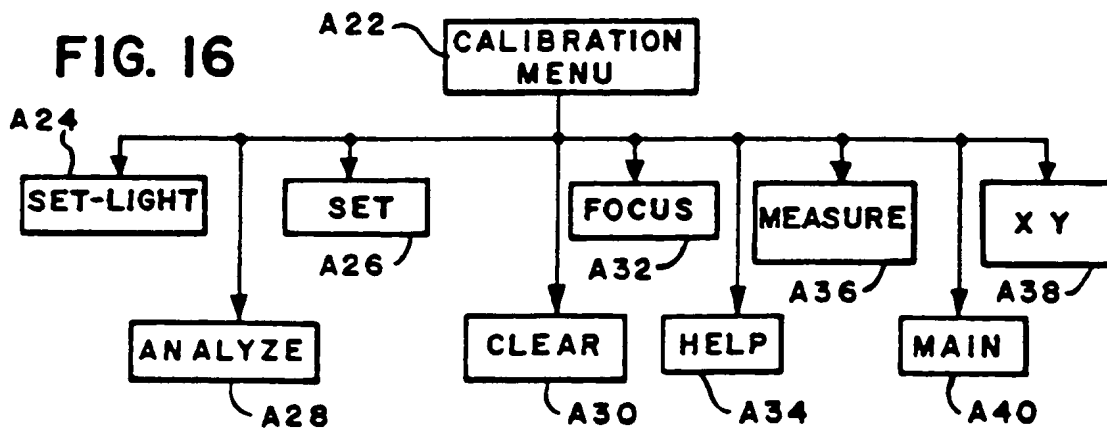 FIG. 16
A22
CALIBRATION
MENU
A24
SET-LIGHT
SET
A26
FOCUS
A32
MEASURE
A36
X Y
A38
ANALYZE
A28
CLEAR
A30
HELP
A34
MAIN
A40